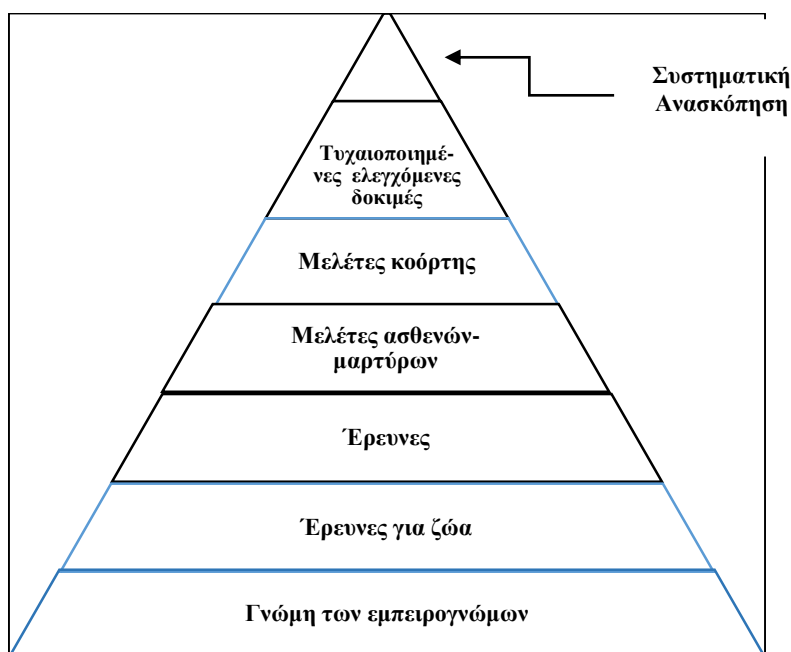 Συστηματική
Ανασκόπηση
Τυχαιοποιημέ-
νες ελεγχόμενες
δοκιμές
Μελέτες κοόρτης
Μελέτες ασθενών-
μαρτύρων
Έρευνες
Έρευνες για ζώα
Γνώμη των εμπειρογνώμων